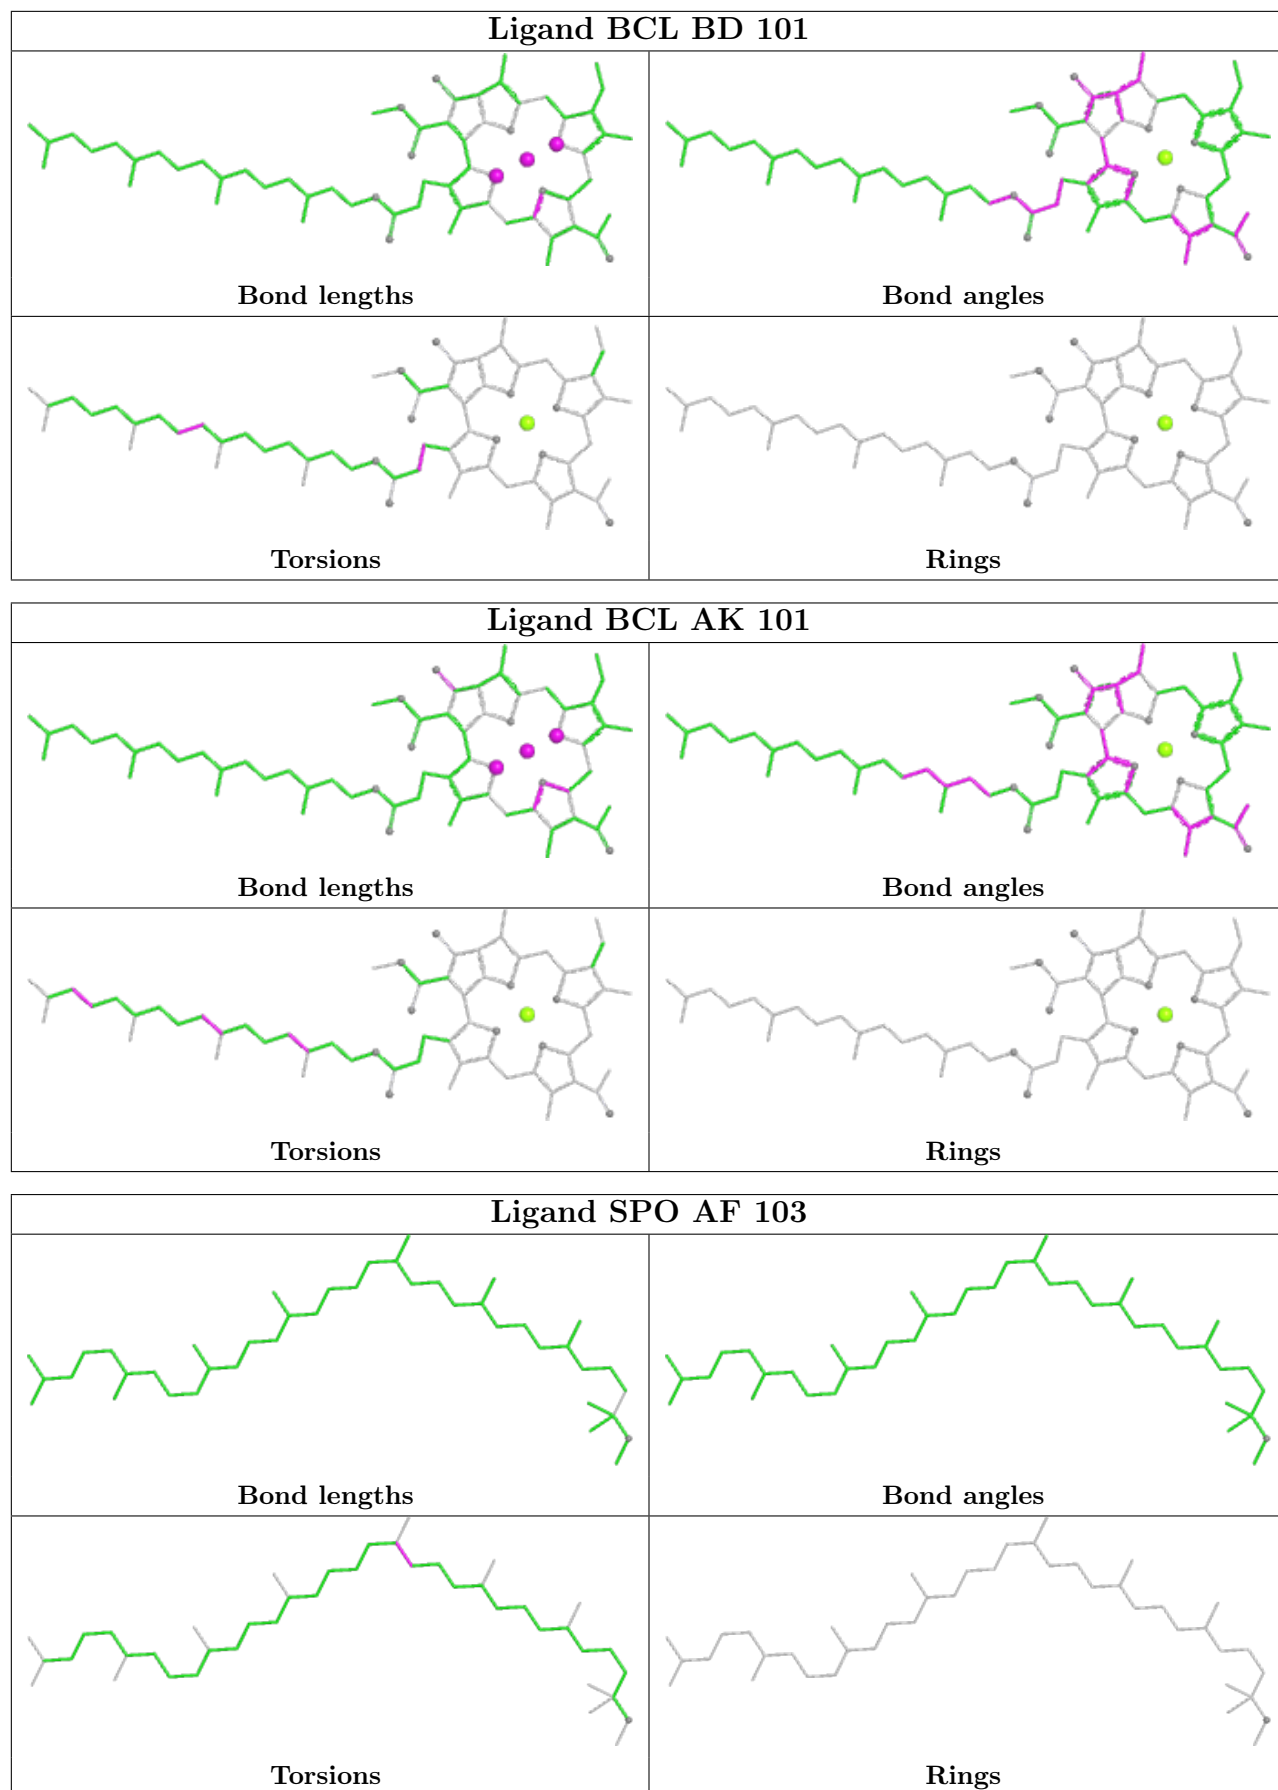 Ligand BCL BD 101
Bond lengths
Bond angles
Torsions
Rings
Ligand BCL AK 101
Bond lengths
Bond angles
Torsions
Rings
Ligand SPO AF 103
Bond lengths
Bond angles
Torsions
Rings